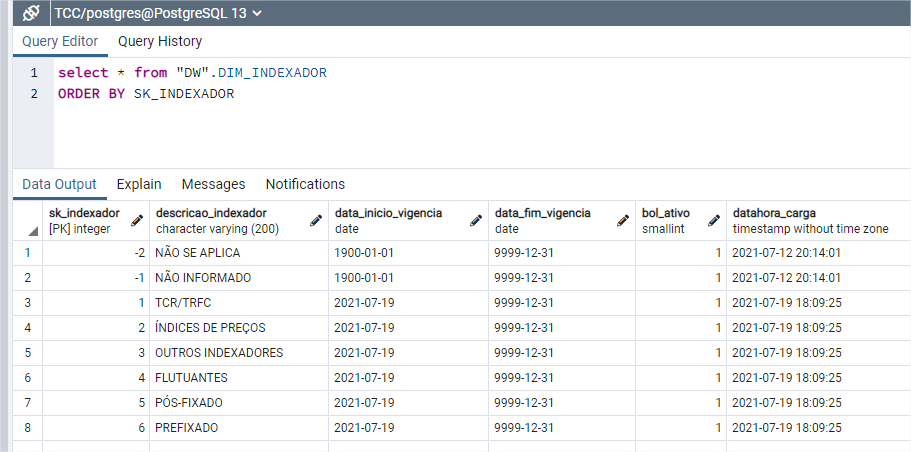 TCC/postgres@PostgreSQL 13
Query Editor Query History
1 select * from "DW".DIM_INDEXADOR
2 ORDER BY SK_INDEXADOR
Data Output Explain Messages Notifications
sk_indexador descricao_indexador data_inicio_vigencia data_fim_vigencia bol_ativo datahora_carga
[PK] integer character varying (200) date date smallint timestamp without time zone
1 -2 NÃO SE APLICA 1900-01-01 9999-12-31 1 2021-07-12 20:14:01
2 -1 NÃO INFORMADO 1900-01-01 9999-12-31 1 2021-07-12 20:14:01
3 1 TCR/TRFC 2021-07-19 9999-12-31 1 2021-07-19 18:09:25
4 2 ÍNDICES DE PREÇOS 2021-07-19 9999-12-31 1 2021-07-19 18:09:25
5 3 OUTROS INDEXADORES 2021-07-19 9999-12-31 1 2021-07-19 18:09:25
6 4 FLUTUANTES 2021-07-19 9999-12-31 1 2021-07-19 18:09:25
7 5 PÓS-FIXADO 2021-07-19 9999-12-31 1 2021-07-19 18:09:25
8 6 PREFIXADO 2021-07-19 9999-12-31 1 2021-07-19 18:09:25